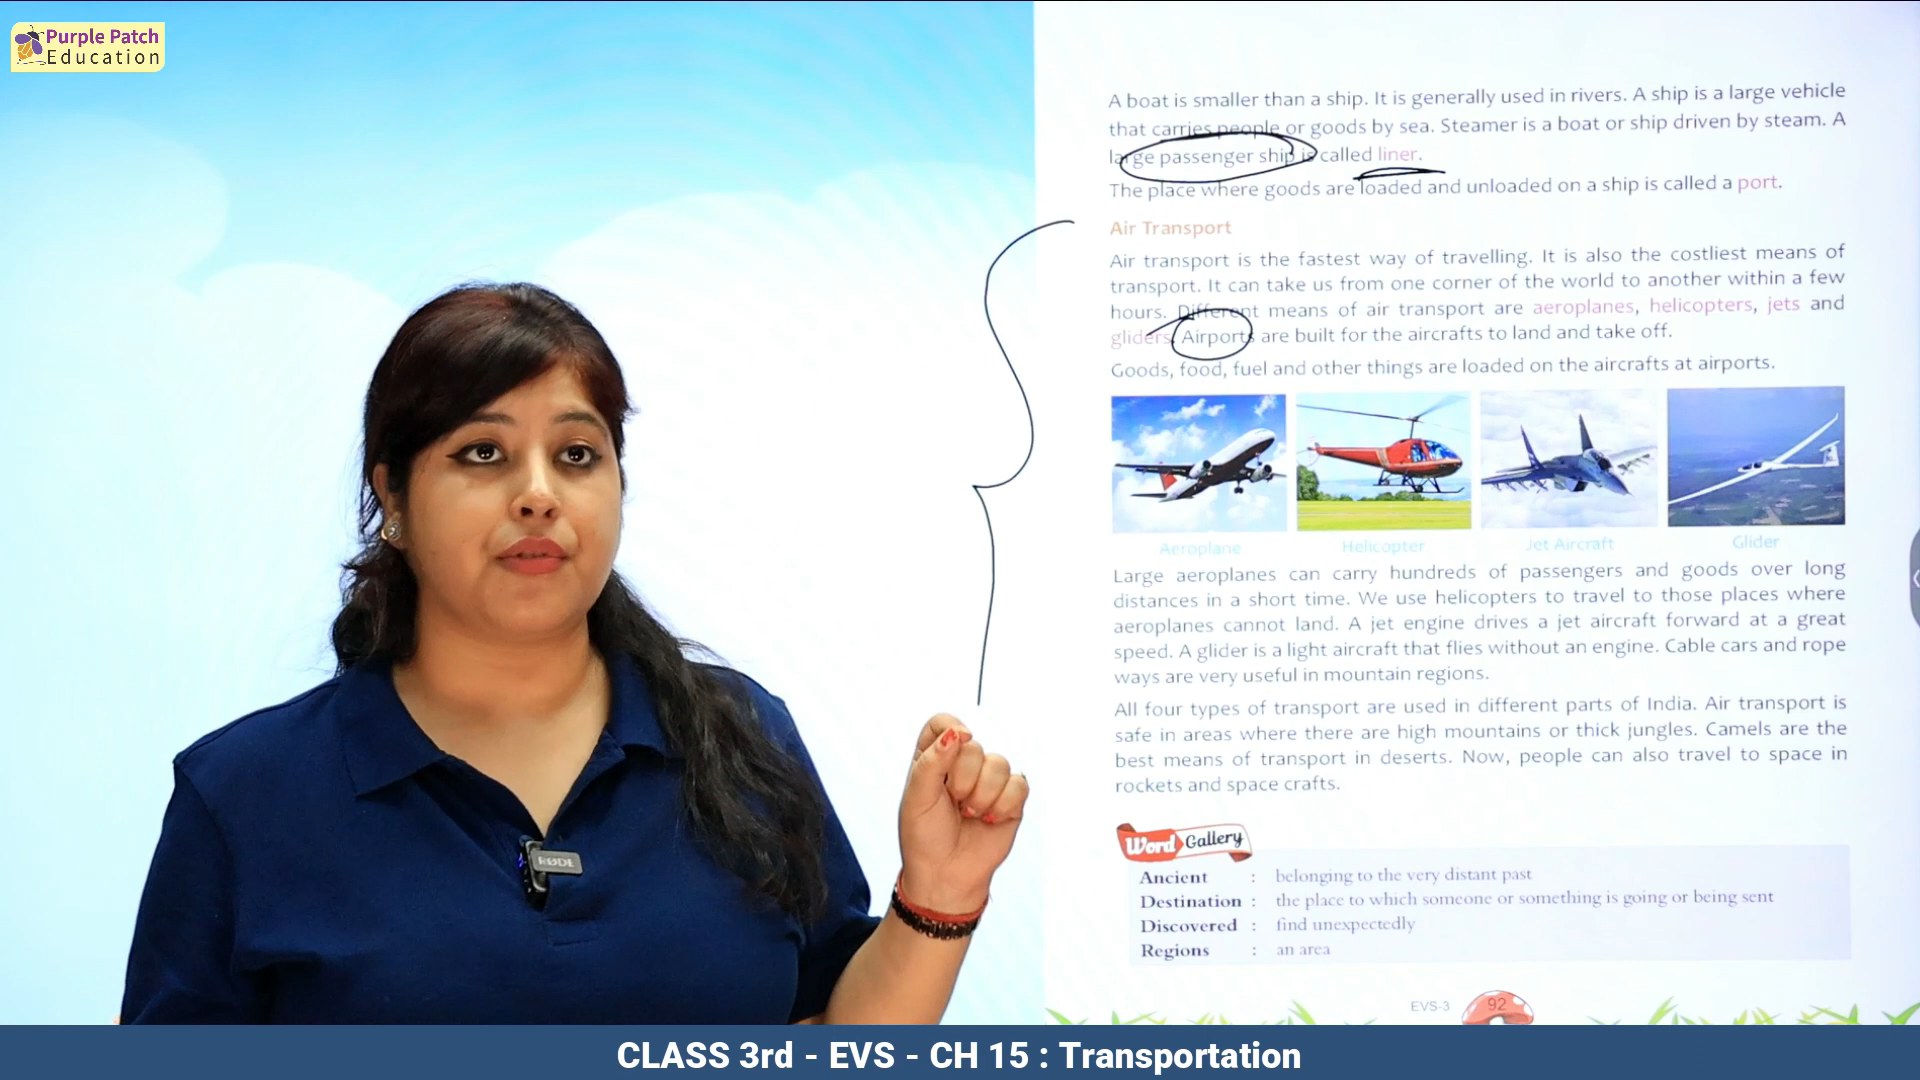 Purple Patch
Education
A boat is smaller than a ship. It is generally used in rivers. A ship is a large vehicle
that carries people or goods by sea. Steamer is a boat or ship driven by steam. A
large passenger ship is called liner.
The place where goods are loaded and unloaded on a ship is called a port.
Air Transport
Air transport is the fastest way of travelling. It is also the costliest means of
transport. It can take us from one corner of the world to another within a few
hours. Different means of air transport are aeroplanes, helicopters, jets and
gliders. Airports are built for the aircrafts to land and take off.
Goods, food, fuel and other things are loaded on the aircrafts at airports.
Aeroplane Helicopter Jet Aircraft Glider
Large aeroplanes can carry hundreds of passengers and goods over long
distances in a short time. We use helicopters to travel to those places where
aeroplanes cannot land. A jet engine drives a jet aircraft forward at a great
speed. A glider is a light aircraft that flies without an engine. Cable cars and rope
ways are very useful in mountain regions.
All four types of transport are used in different parts of India. Air transport is
safe in areas where there are high mountains or thick jungles. Camels are the
best means of transport in deserts. Now, people can also travel to space in
rockets and space crafts.
Word Gallery
Ancient : belonging to the very distant past
Destination : the place to which someone or something is going or being sent
Discovered : find unexpectedly
Regions : an area
EVS-3 92
RØDE
CLASS 3rd - EVS - CH 15 : Transportation